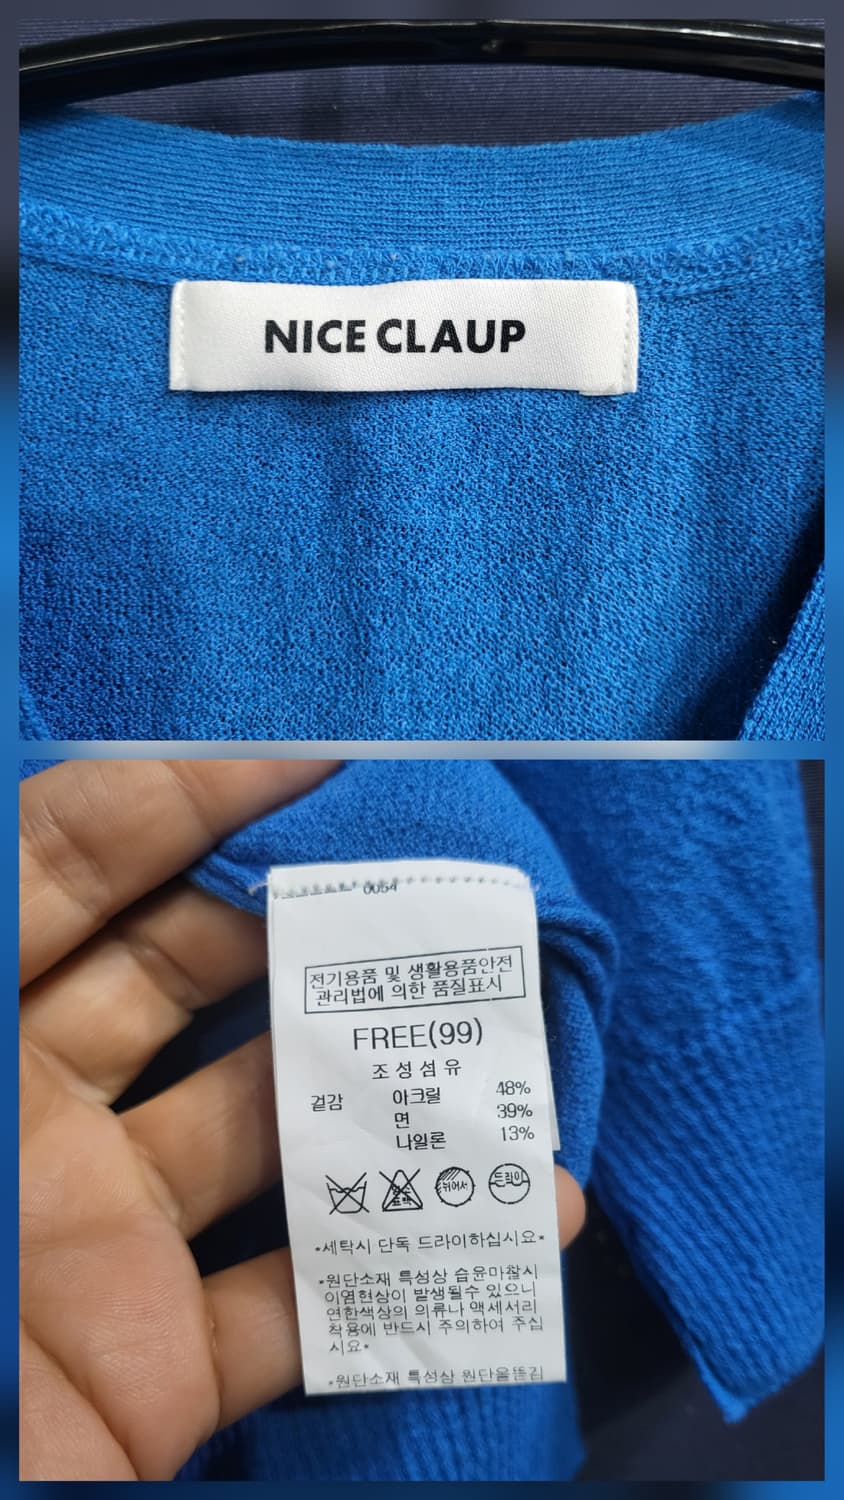 NICE CLAUP
0054
전기용품 및 생활용품안전
관리법에 의한 품질표시
FREE(99)
조성섬유
겉감 아크릴 48%
면 39%
나일론 13%
뉘어서 드라이
*세탁시 단독 드라이하십시요*
*원단소재 특성상 습윤마찰시
이염현상이 발생될수 있으니
연한색상의 의류나 액세서리
착용에 반드시 주의하여 주십
시요*
*원단소재 특성상 원단올뜯김